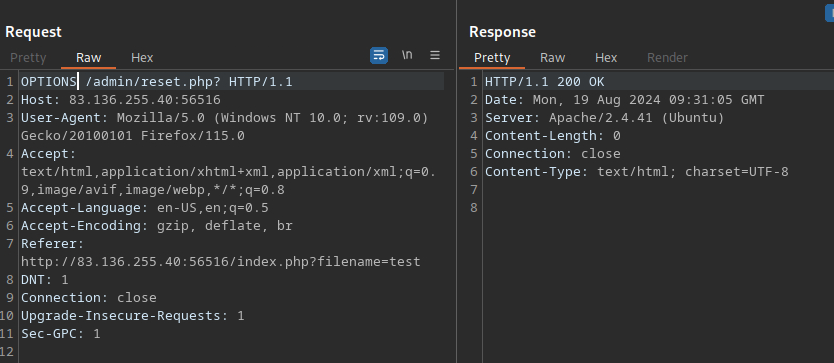 Request
Pretty Raw Hex \n
1 OPTIONS /admin/reset.php? HTTP/1.1
2 Host: 83.136.255.40:56516
3 User-Agent: Mozilla/5.0 (Windows NT 10.0; rv:109.0)
Gecko/20100101 Firefox/115.0
4 Accept:
text/html,application/xhtml+xml,application/xml;q=0.
9,image/avif,image/webp,*/*;q=0.8
5 Accept-Language: en-US,en;q=0.5
6 Accept-Encoding: gzip, deflate, br
7 Referer:
http://83.136.255.40:56516/index.php?filename=test
8 DNT: 1
9 Connection: close
10 Upgrade-Insecure-Requests: 1
11 Sec-GPC: 1
12
Response
Pretty Raw Hex Render
1 HTTP/1.1 200 OK
2 Date: Mon, 19 Aug 2024 09:31:05 GMT
3 Server: Apache/2.4.41 (Ubuntu)
4 Content-Length: 0
5 Connection: close
6 Content-Type: text/html; charset=UTF-8
7
8